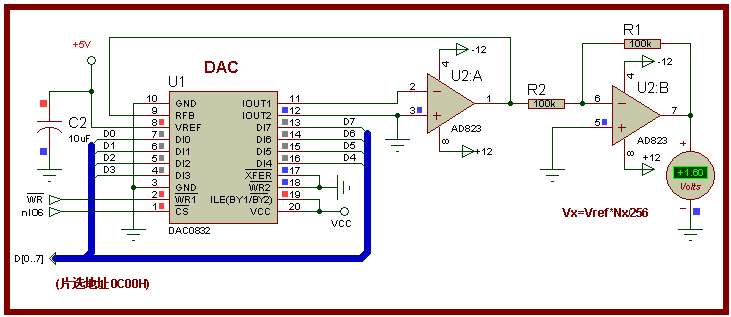 +5V
DAC
U1
C2
10uF
D0
D1
D2
D3
10 GND IOUT1 11
9 RFB IOUT2 12
8 VREF DI7 13
7 DI0 DI6 14
6 DI1 DI5 15
5 DI2 DI4 16
4 DI3 XFER 17
3 GND WR2 18
2 WR1 ILE(BY1/BY2) 19
1 CS VCC 20
DAC0832
D7
D6
D5
D4
VCC
WR
nIO6
D[0..7]
(片选地址0C00H)
-12
4
U2:A
2
3
1
AD823
8
+12
R2
100k
R1
100k
-12
4
U2:B
6
5
7
AD823
8
+12
+1.60
Volts
Vx=Vref*Nx256